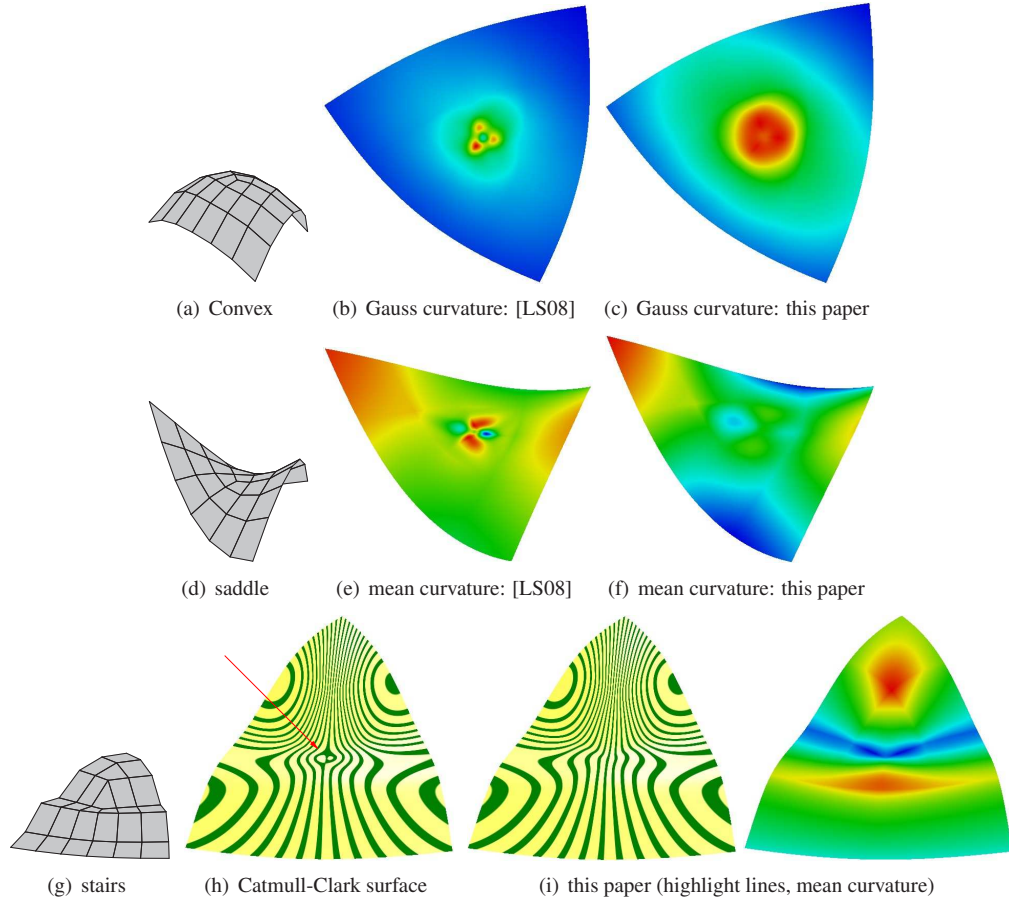 (a) Convex
(b) Gauss curvature: [LS08]
(c) Gauss curvature: this paper
(d) saddle
(e) mean curvature: [LS08]
(f) mean curvature: this paper
(g) stairs
(h) Catmull-Clark surface
(i) this paper (highlight lines, mean curvature)